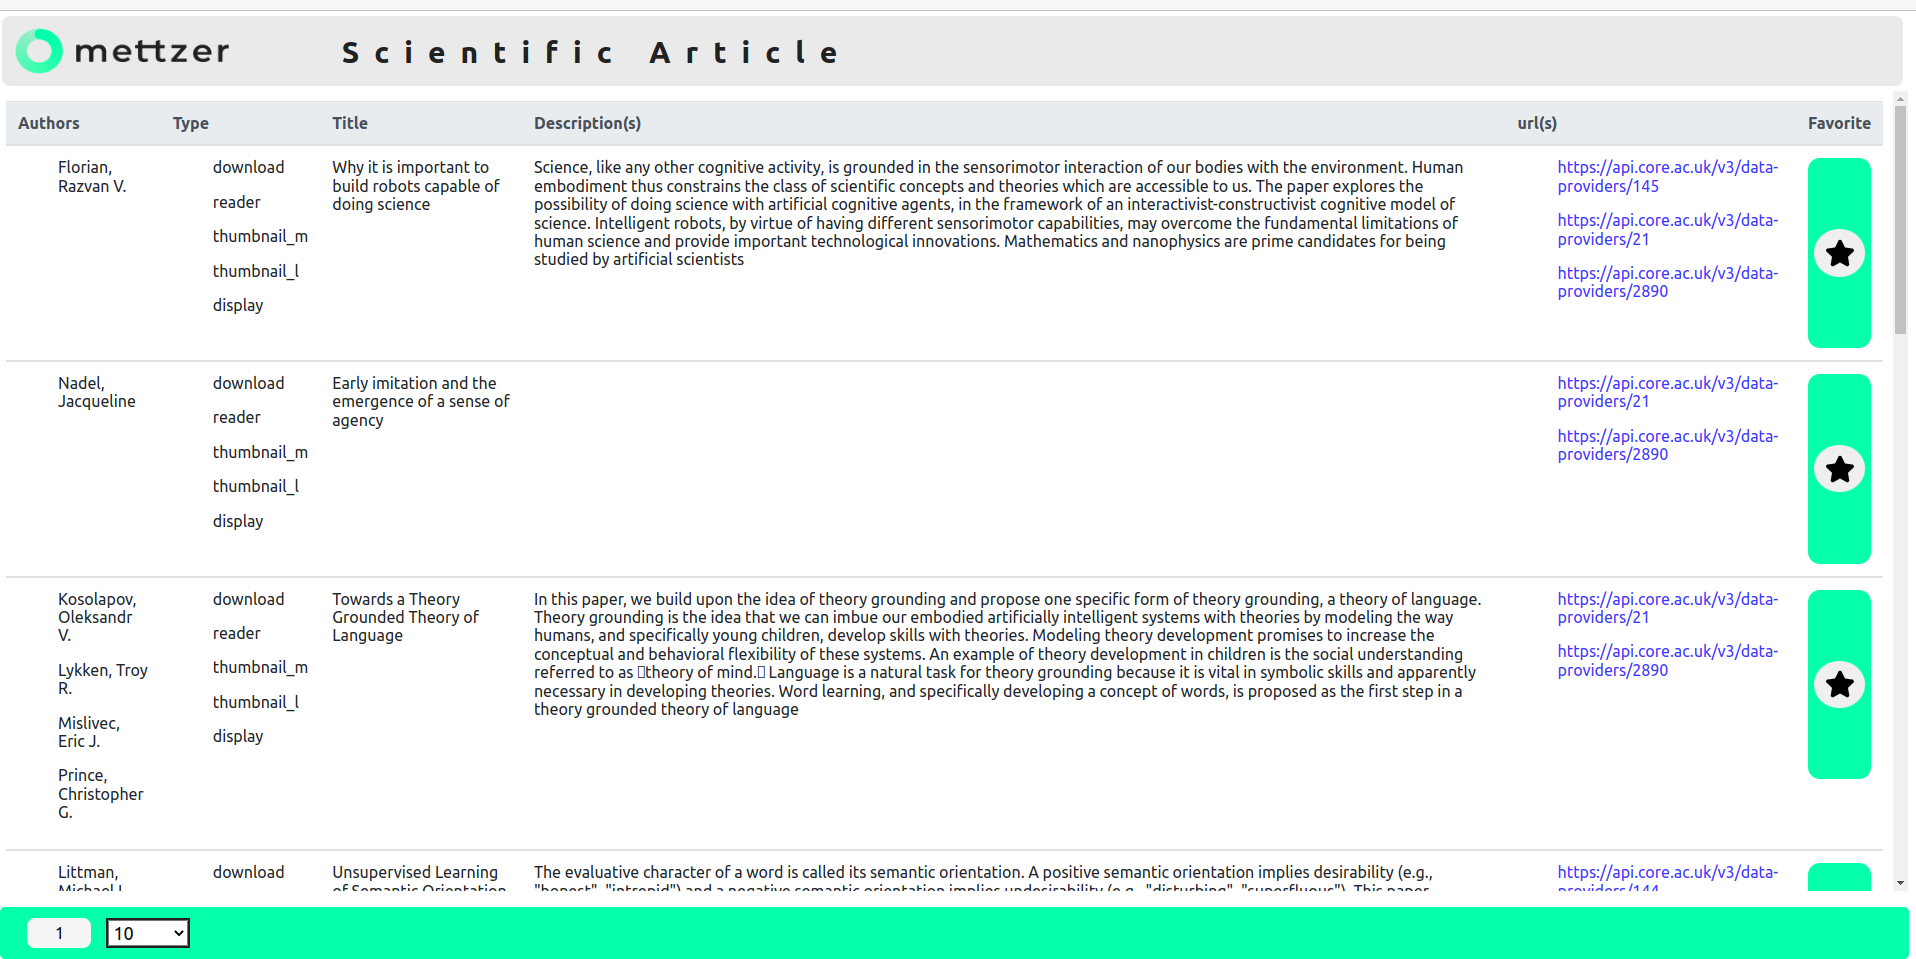 mettzer
Scientific Article
Authors Type Title Description(s) url(s) Favorite
Florian,
Razvan V.
download
reader
thumbnail_m
thumbnail_l
display
Why it is important to
build robots capable of
doing science
Science, like any other cognitive activity, is grounded in the sensorimotor interaction of our bodies with the environment. Human
embodiment thus constrains the class of scientific concepts and theories which are accessible to us. The paper explores the
possibility of doing science with artificial cognitive agents, in the framework of an interactivist-constructivist cognitive model of
science. Intelligent robots, by virtue of having different sensorimotor capabilities, may overcome the fundamental limitations of
human science and provide important technological innovations. Mathematics and nanophysics are prime candidates for being
studied by artificial scientists
https://api.core.ac.uk/v3/data-
providers/145
https://api.core.ac.uk/v3/data-
providers/21
https://api.core.ac.uk/v3/data-
providers/2890
Nadel,
Jacqueline
download
reader
thumbnail_m
thumbnail_l
display
Early imitation and the
emergence of a sense of
agency
https://api.core.ac.uk/v3/data-
providers/21
https://api.core.ac.uk/v3/data-
providers/2890
Kosolapov,
Oleksandr
V.
Lykken, Troy
R.
Mislivec,
Eric J.
Prince,
Christopher
G.
download
reader
thumbnail_m
thumbnail_l
display
Towards a Theory
Grounded Theory of
Language
In this paper, we build upon the idea of theory grounding and propose one specific form of theory grounding, a theory of language.
Theory grounding is the idea that we can imbue our embodied artificially intelligent systems with theories by modeling the way
humans, and specifically young children, develop skills with theories. Modeling theory development promises to increase the
conceptual and behavioral flexibility of these systems. An example of theory development in children is the social understanding
referred to as theory of mind. Language is a natural task for theory grounding because it is vital in symbolic skills and apparently
necessary in developing theories. Word learning, and specifically developing a concept of words, is proposed as the first step in a
theory grounded theory of language
https://api.core.ac.uk/v3/data-
providers/21
https://api.core.ac.uk/v3/data-
providers/2890
Littman,
Michael L
download
Unsupervised Learning
of Semantic Orientation
The evaluative character of a word is called its semantic orientation. A positive semantic orientation implies desirability (e.g.,
"honest", "intrepid") and a negative semantic orientation implies undesirability (e.g., "disturbing", "superfluous"). This paper
https://api.core.ac.uk/v3/data-
providers/144
1
10